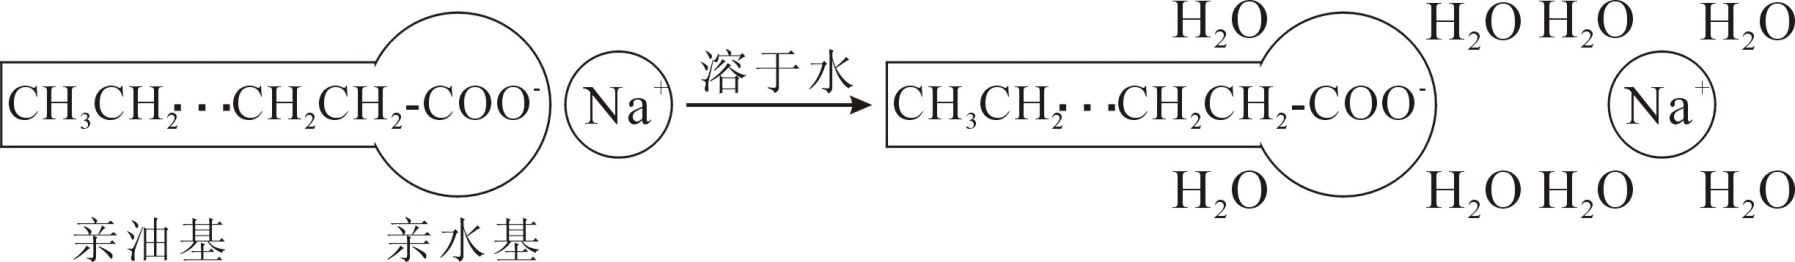 H₂O H₂O H₂O H₂O
CH₃CH₂···CH₂CH₂-COO⁻ Na⁺ 溶于水 CH₃CH₂···CH₂CH₂-COO⁻ Na⁺
H₂O H₂O H₂O H₂O
亲油基 亲水基